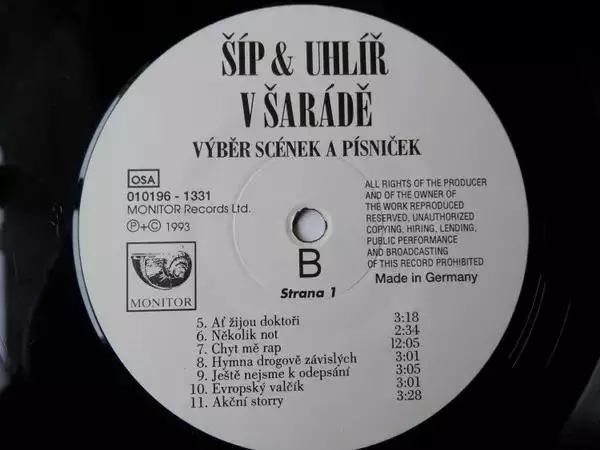 ŠÍP & UHLÍŘ
V ŠARÁDĚ
VÝBĚR SCÉNEK A PÍSNIČEK
OSA
010196 - 1331
MONITOR Records Ltd.
Ⓟ+© 1993
MONITOR
ALL RIGHTS OF THE PRODUCER
AND OF THE OWNER OF
THE WORK REPRODUCED
RESERVED, UNAUTHORIZED
COPYING, HIRING, LENDING,
PUBLIC PERFORMANCE
AND BROADCASTING
OF THIS RECORD PROHIBITED
Made in Germany
B
Strana 1
5. Ať žijou doktoři 3:18
6. Několik not 2:34
7. Chyt mě rap 12:05
8. Hymna drogově závislých 3:01
9. Ještě nejsme k odepsání 3:05
10. Evropský valčík 3:01
11. Akční storry 3:28